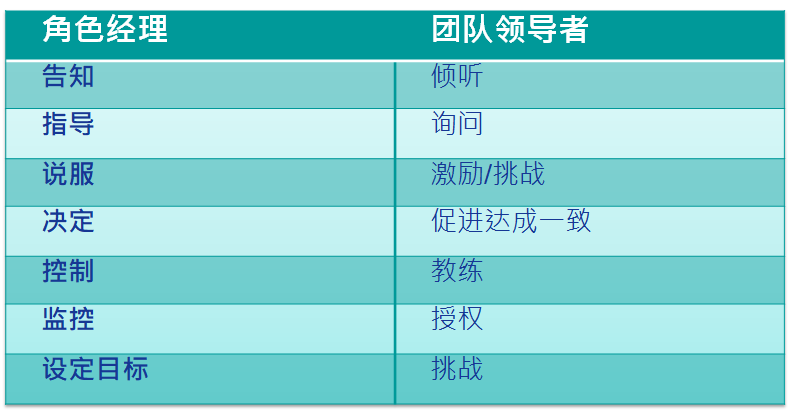 角色经理 团队领导者
告知 倾听
指导 询问
说服 激励/挑战
决定 促进达成一致
控制 教练
监控 授权
设定目标 挑战